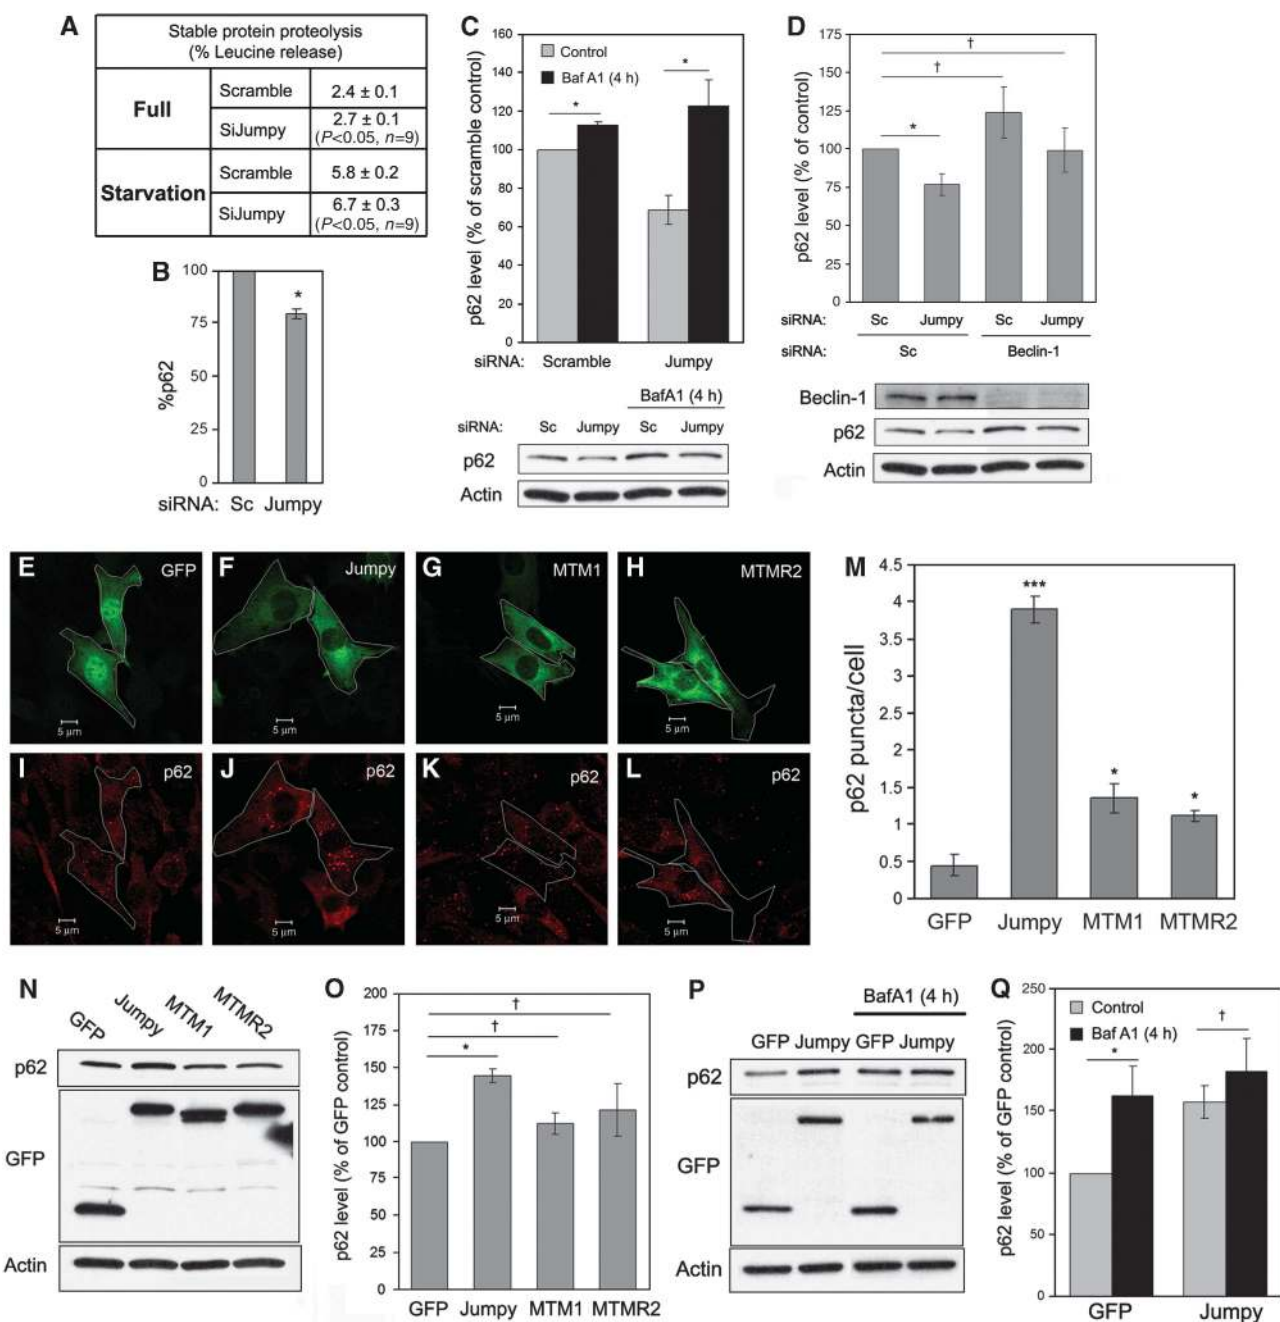 A
Stable protein proteolysis
(% Leucine release)
Full
Scramble
2.4 ± 0.1
SiJumpy
2.7 ± 0.1
(P<0.05, n=9)
Starvation
Scramble
5.8 ± 0.2
SiJumpy
6.7 ± 0.3
(P<0.05, n=9)
B
%p62
100
75
50
25
0
*
siRNA: Sc Jumpy
C
p62 level (% of scramble control)
160
140
120
100
80
60
40
20
0
Control
Baf A1 (4 h)
*
*
siRNA: Scramble Jumpy
BafA1 (4 h)
siRNA: Sc Jumpy Sc Jumpy
p62
Actin
D
p62 level (% of control)
175
150
125
100
75
50
25
0
†
†
*
siRNA: Sc Jumpy Sc Jumpy
siRNA: Sc Beclin-1
Beclin-1
p62
Actin
E GFP
5 μm
F Jumpy
5 μm
G MTM1
5 μm
H MTMR2
5 μm
I p62
5 μm
J p62
5 μm
K p62
5 μm
L p62
5 μm
M
p62 puncta/cell
4.5
4
3.5
3
2.5
2
1.5
1
0.5
0
***
*
*
GFP Jumpy MTM1 MTMR2
N
GFP Jumpy MTM1 MTMR2
p62
GFP
Actin
O
p62 level (% of GFP control)
200
175
150
125
100
75
50
25
0
†
†
*
GFP Jumpy MTM1 MTMR2
P
BafA1 (4 h)
GFP Jumpy GFP Jumpy
p62
GFP
Actin
Q
p62 level (% of GFP control)
250
200
150
100
50
0
Control
Baf A1 (4 h)
*
†
GFP Jumpy